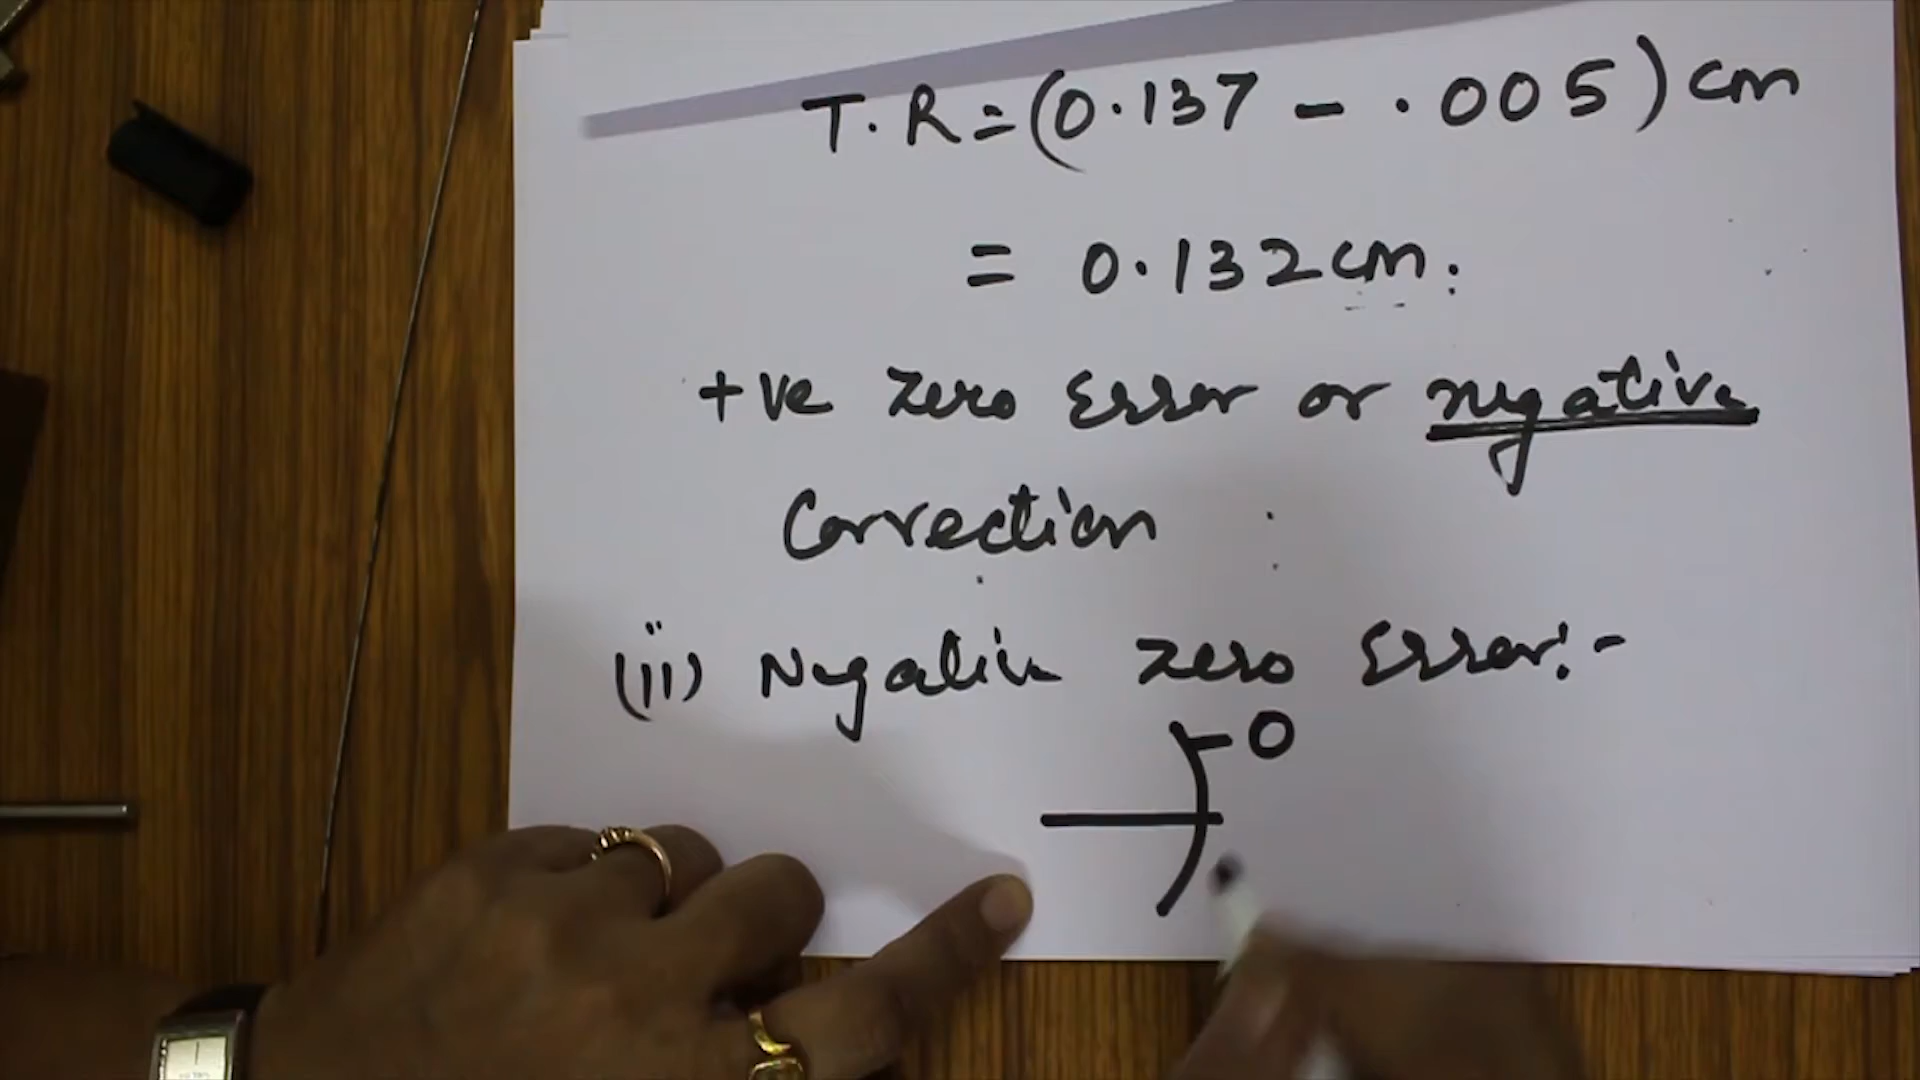 T.R = (0.137 - .005) cm
= 0.132 cm.
+ve zero Error or negative
Correction
(ii) Negative zero Error:-
0